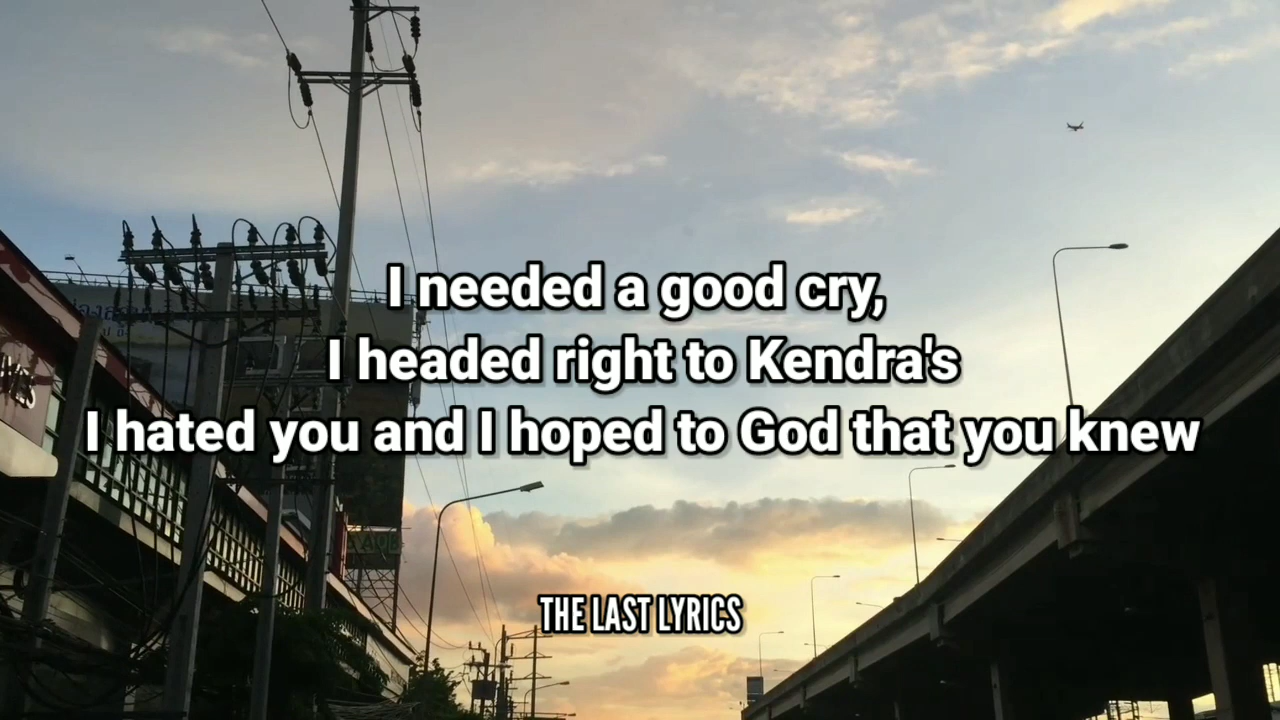 I needed a good cry,
I headed right to Kendra's
I hated you and I hoped to God that you knew
THE LAST LYRICS